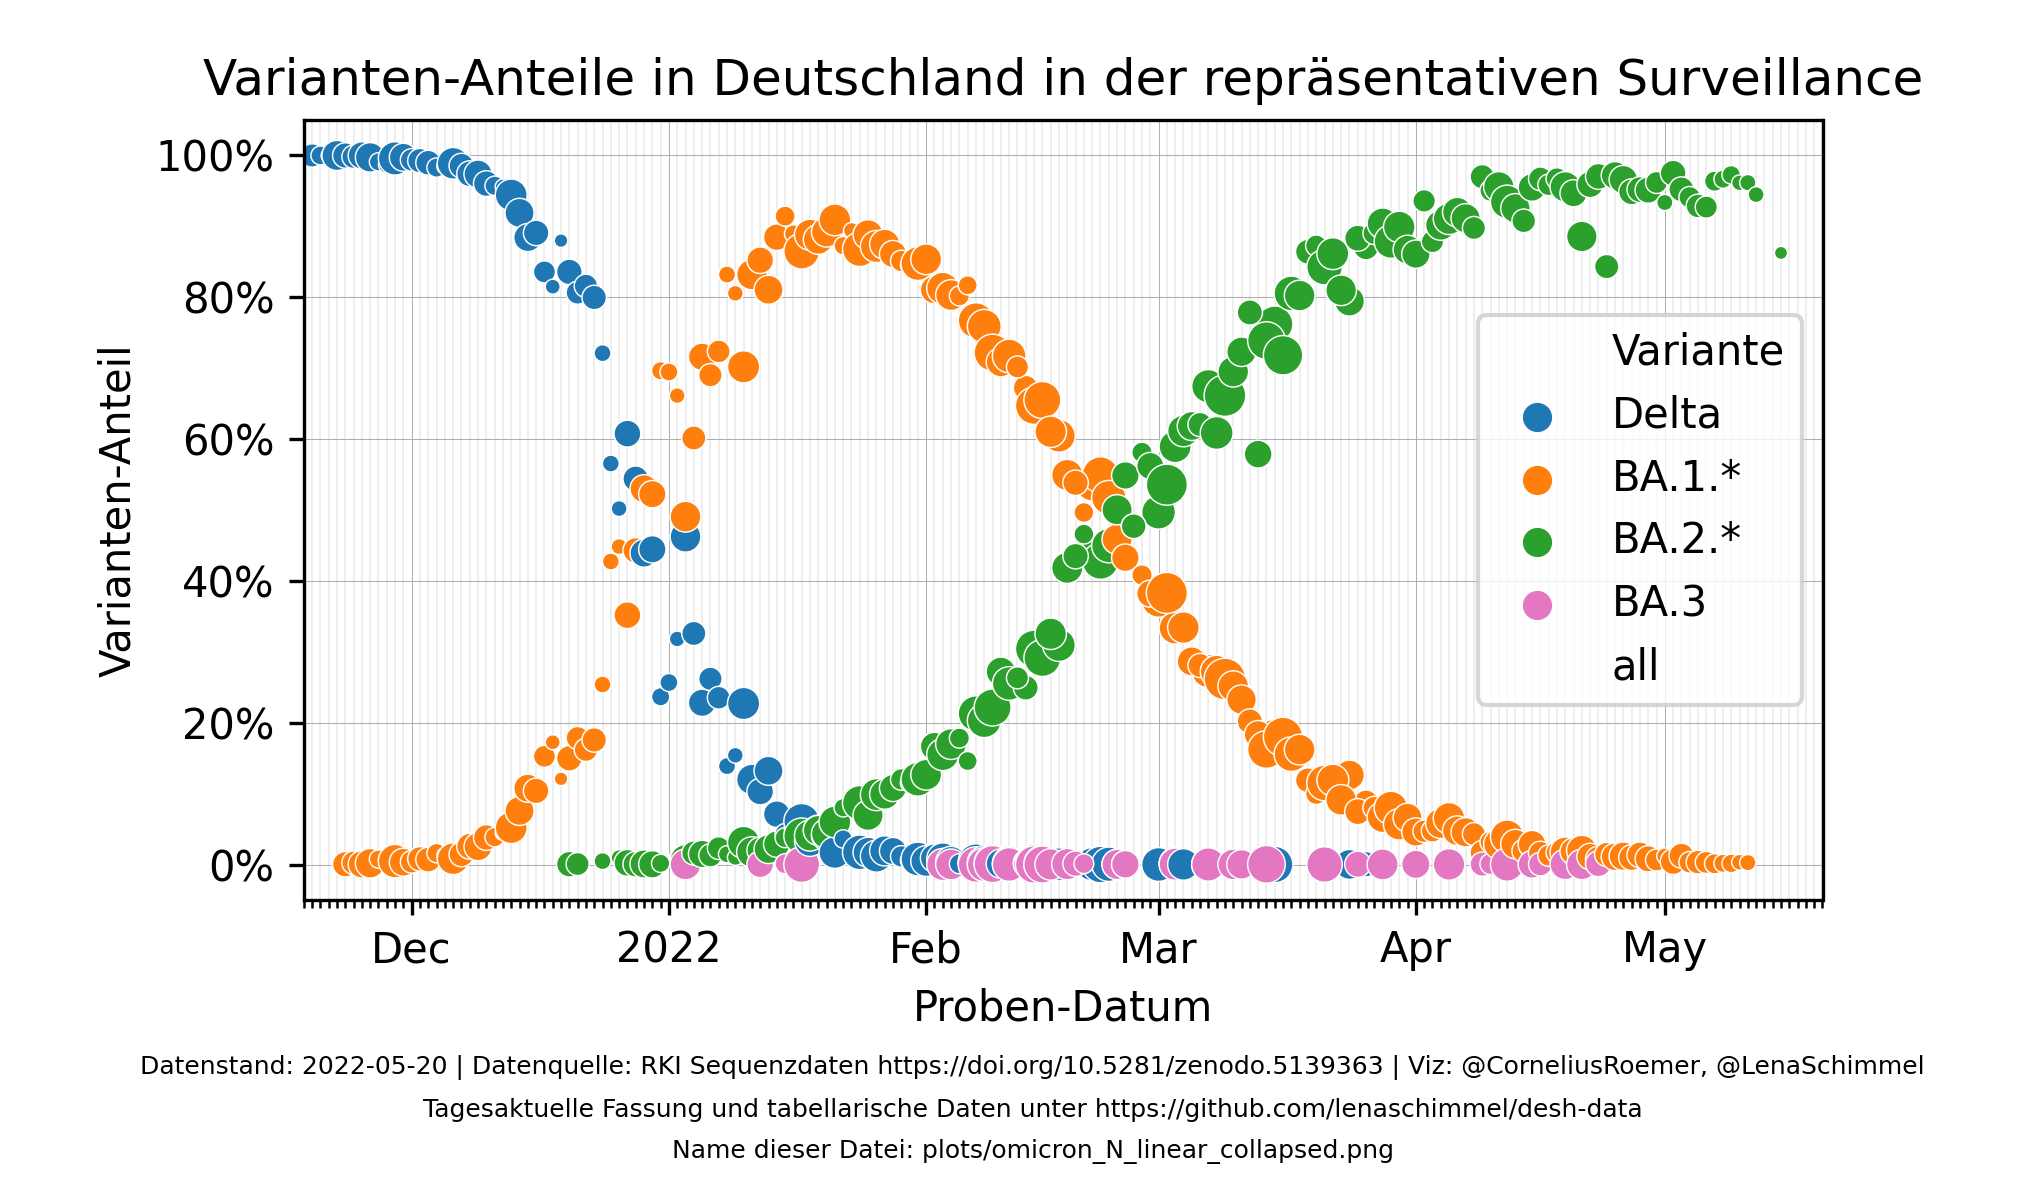 Varianten-Anteile in Deutschland in der repräsentativen Surveillance
Varianten-Anteil
100%
80%
60%
40%
20%
0%
Variante
Delta
BA.1.*
BA.2.*
BA.3
all
Dec 2022 Feb Mar Apr May
Proben-Datum
Datenstand: 2022-05-20 | Datenquelle: RKI Sequenzdaten https://doi.org/10.5281/zenodo.5139363 | Viz: @CorneliusRoemer, @LenaSchimmel
Tagesaktuelle Fassung und tabellarische Daten unter https://github.com/lenaschimmel/desh-data
Name dieser Datei: plots/omicron_N_linear_collapsed.png